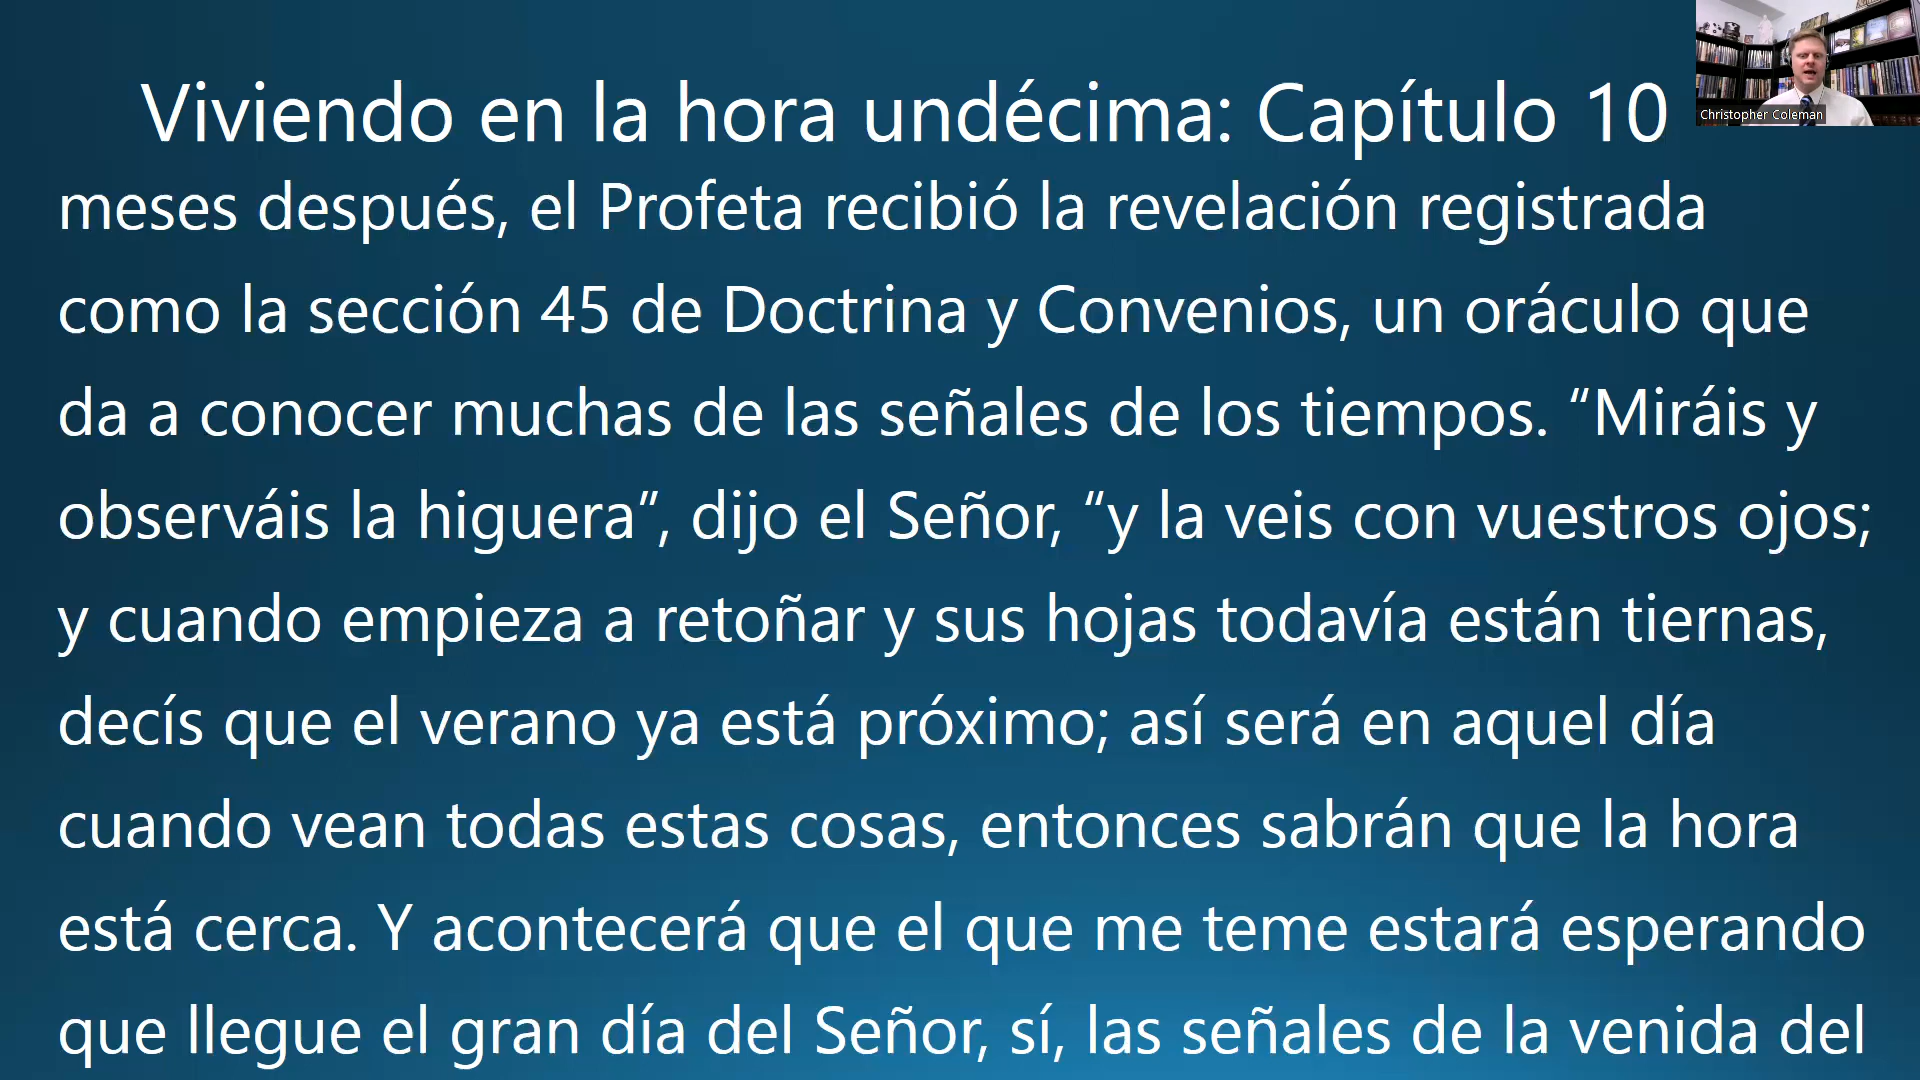 Viviendo en la hora undécima: Capítulo 10
Christopher Coleman
meses después, el Profeta recibió la revelación registrada
como la sección 45 de Doctrina y Convenios, un oráculo que
da a conocer muchas de las señales de los tiempos. “Miráis y
observáis la higuera”, dijo el Señor, “y la veis con vuestros ojos;
y cuando empieza a retoñar y sus hojas todavía están tiernas,
decís que el verano ya está próximo; así será en aquel día
cuando vean todas estas cosas, entonces sabrán que la hora
está cerca. Y acontecerá que el que me teme estará esperando
que llegue el gran día del Señor, sí, las señales de la venida del